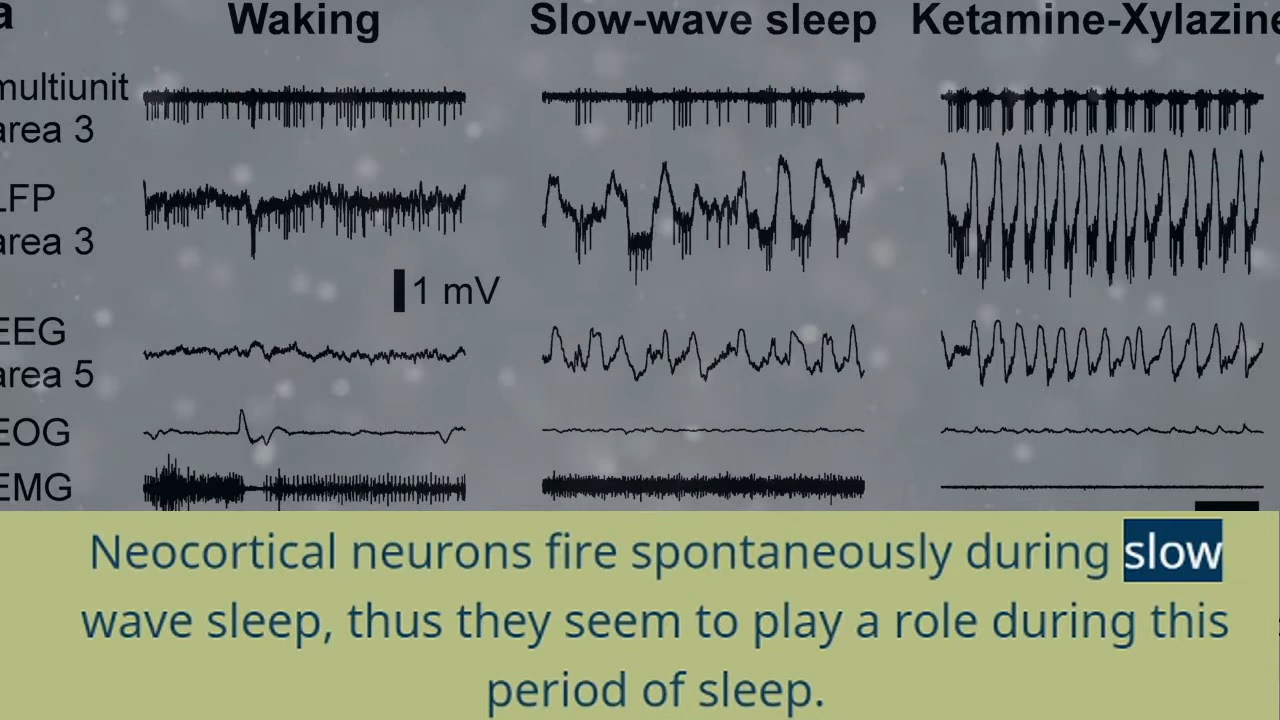 a
Waking Slow-wave sleep Ketamine-Xylazine
multiunit
area 3
LFP
area 3
1 mV
EEG
area 5
EOG
EMG
Neocortical neurons fire spontaneously during slow
wave sleep, thus they seem to play a role during this
period of sleep.